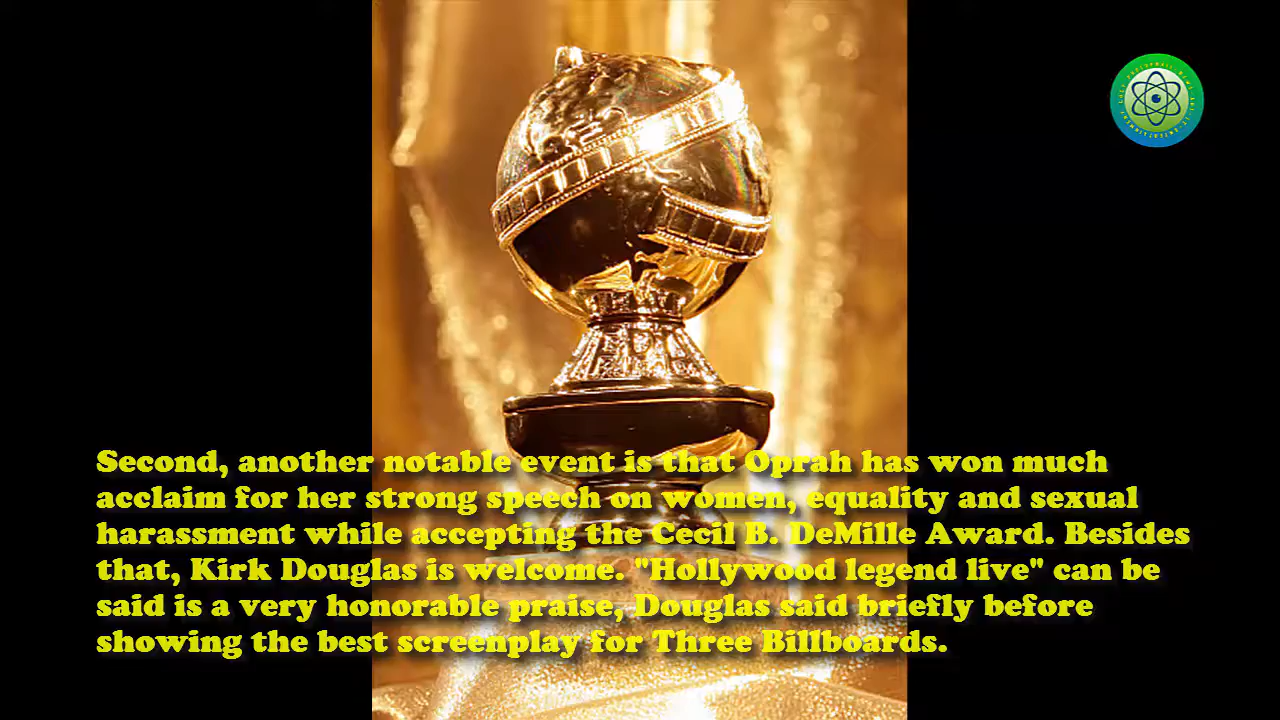 Second, another notable event is that Oprah has won much
acclaim for her strong speech on women, equality and sexual
harassment while accepting the Cecil B. DeMille Award. Besides
that, Kirk Douglas is welcome. "Hollywood legend live" can be
said is a very honorable praise, Douglas said briefly before
showing the best screenplay for Three Billboards.